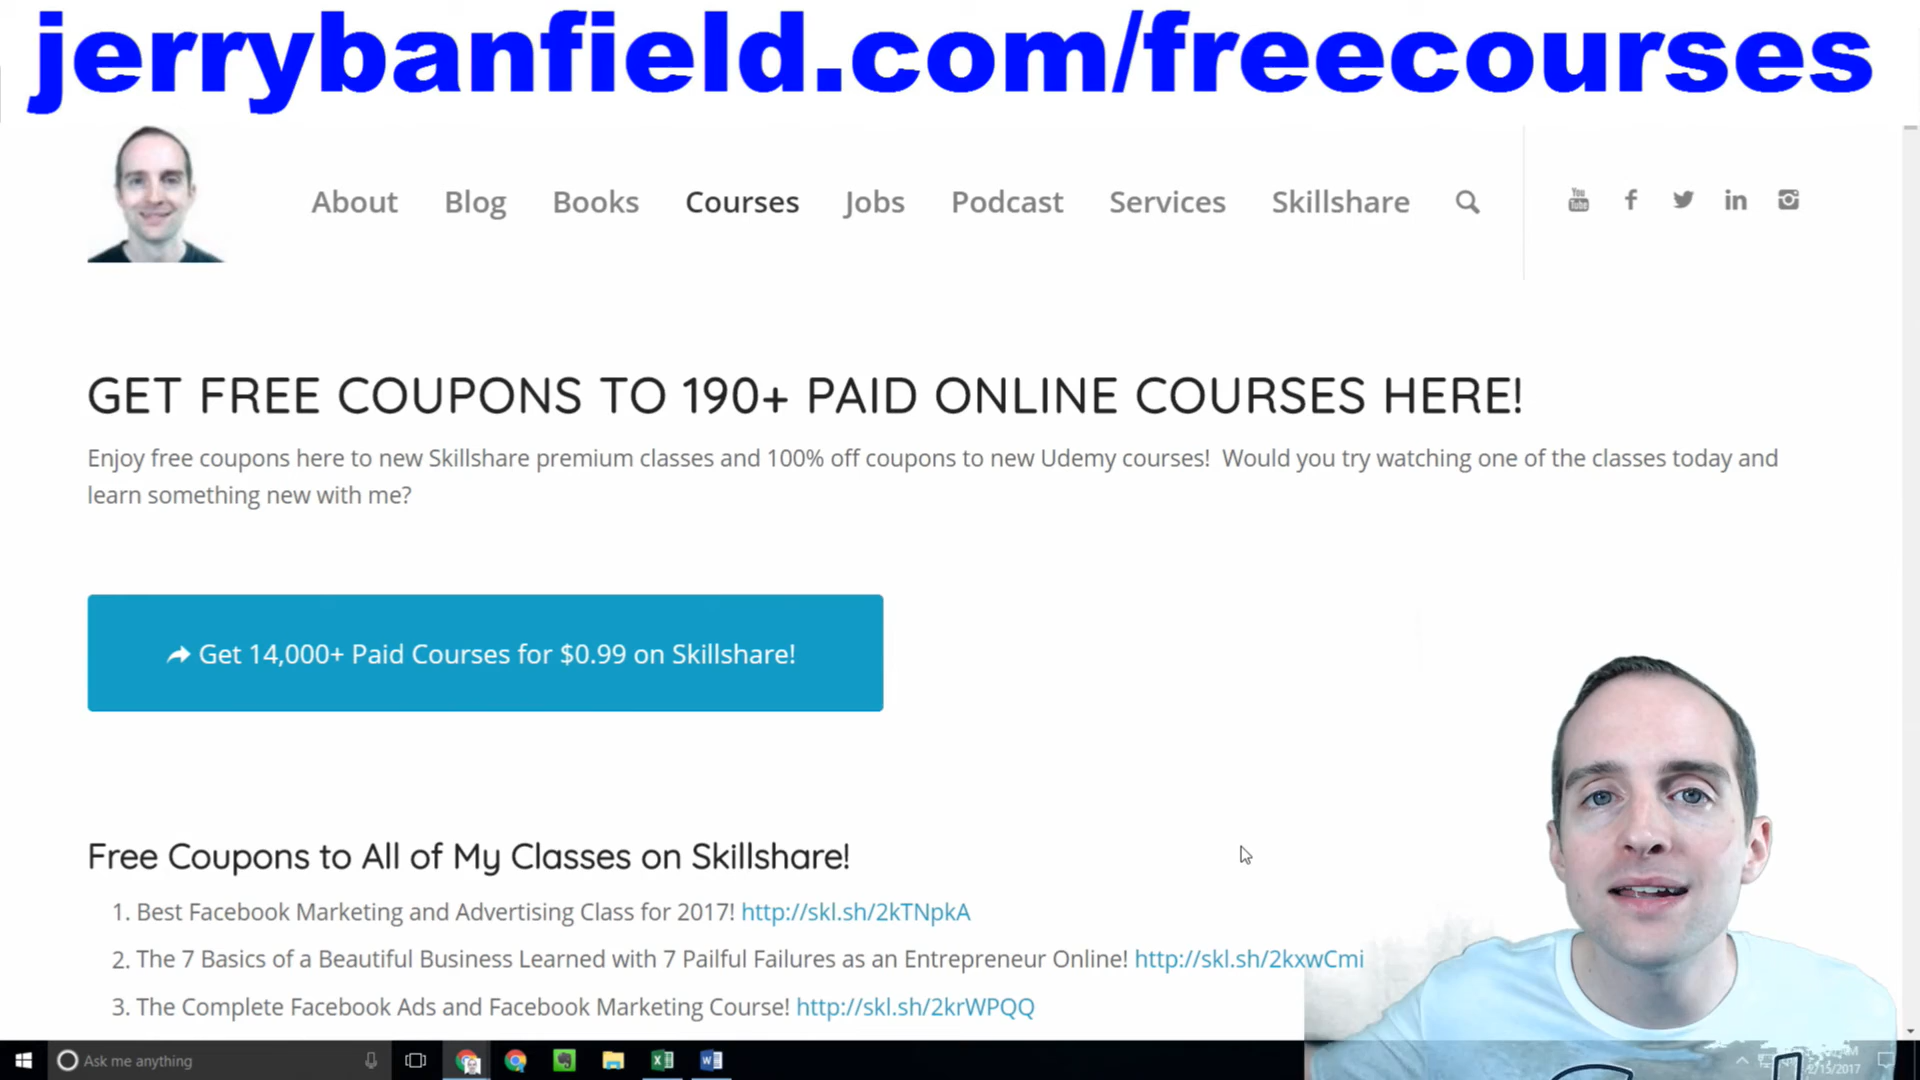 jerrybanfield.com/freecourses
About Blog Books Courses Jobs Podcast Services Skillshare
You
Tube
GET FREE COUPONS TO 190+ PAID ONLINE COURSES HERE!
Enjoy free coupons here to new Skillshare premium classes and 100% off coupons to new Udemy courses! Would you try watching one of the classes today and
learn something new with me?
Get 14,000+ Paid Courses for $0.99 on Skillshare!
Free Coupons to All of My Classes on Skillshare!
1. Best Facebook Marketing and Advertising Class for 2017! http://skl.sh/2kTNpkA
2. The 7 Basics of a Beautiful Business Learned with 7 Pailful Failures as an Entrepreneur Online! http://skl.sh/2kxwCmi
3. The Complete Facebook Ads and Facebook Marketing Course! http://skl.sh/2krWPQQ
Ask me anything
2/15/2017